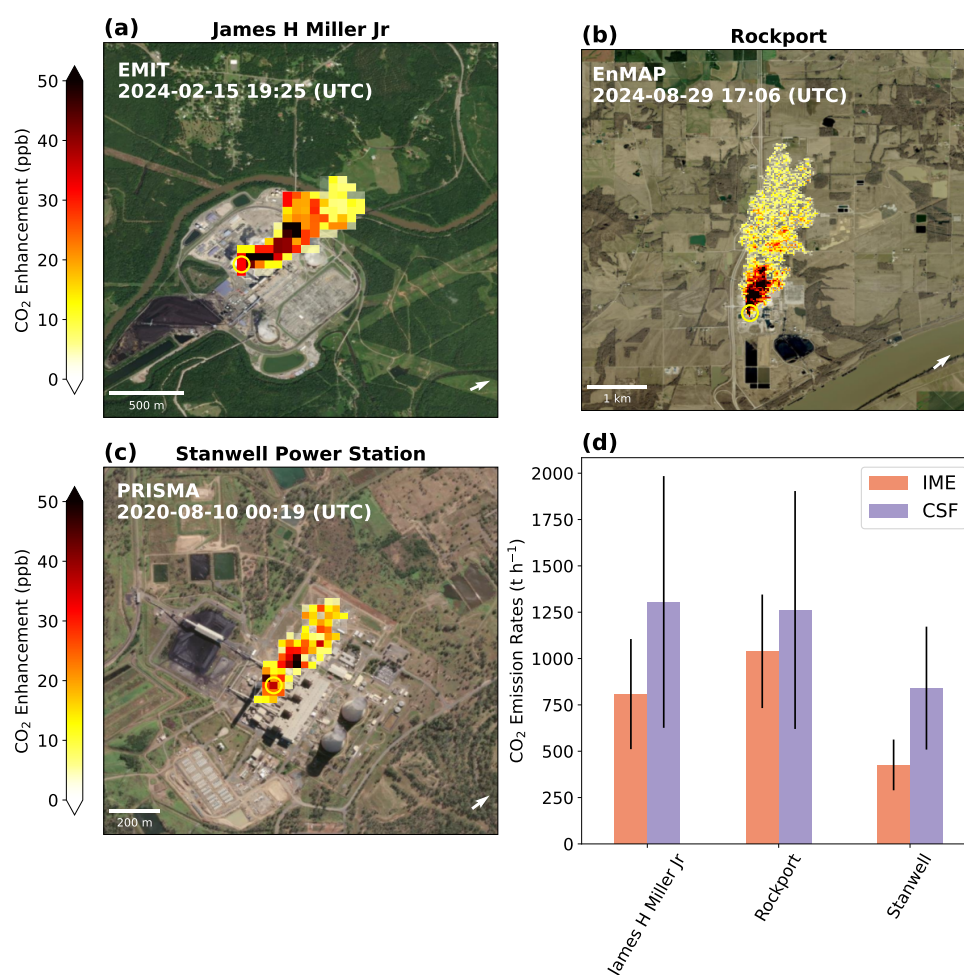 (a) James H Miller Jr
EMIT
2024-02-15 19:25 (UTC)
50
40
30
20
10
0
CO₂ Enhancement (ppb)
500 m
(b) Rockport
EnMAP
2024-08-29 17:06 (UTC)
1 km
(c) Stanwell Power Station
PRISMA
2020-08-10 00:19 (UTC)
50
40
30
20
10
0
CO₂ Enhancement (ppb)
200 m
(d)
2000
1750
1500
1250
1000
750
500
250
0
CO₂ Emission Rates (t h⁻¹)
IME
CSF
James H Miller Jr
Rockport
Stanwell